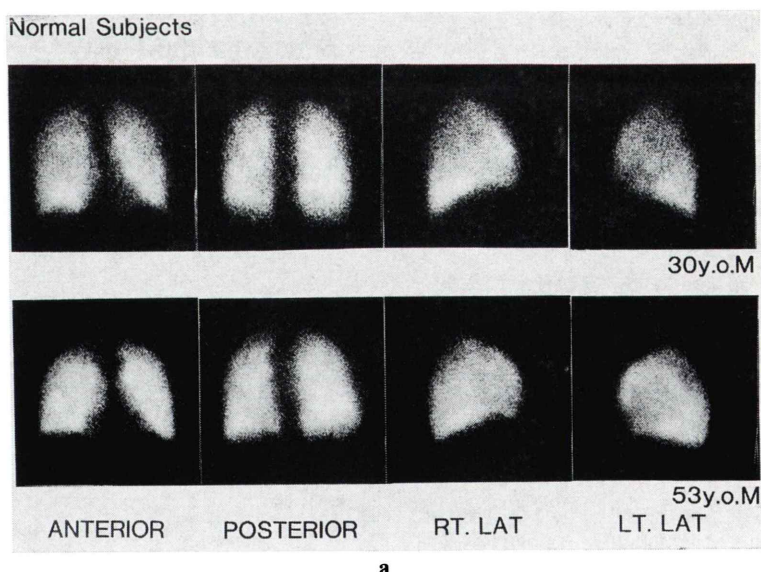 Normal Subjects
30y.o.M
53y.o.M
ANTERIOR POSTERIOR RT. LAT LT. LAT
a